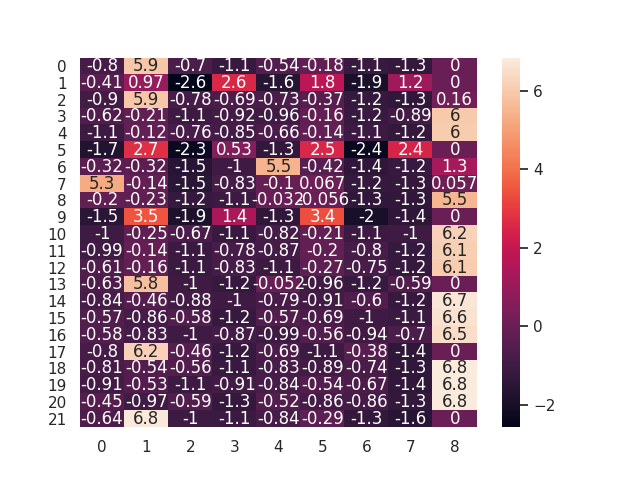 0 -0.8 5.9 -0.7 -1.1 -0.54 -0.18 -1.1 -1.3 0
1 -0.41 0.97 -2.6 2.6 -1.6 1.8 -1.9 1.2 0
2 -0.9 5.9 -0.78 -0.69 -0.73 -0.37 -1.2 -1.3 0.16
3 -0.62 -0.21 -1.1 -0.92 -0.96 -0.16 -1.2 -0.89 6
4 -1.1 -0.12 -0.76 -0.85 -0.66 -0.14 -1.1 -1.2 6
5 -1.7 2.7 -2.3 0.53 -1.3 2.5 -2.4 2.4 0
6 -0.32 -0.32 -1.5 -1 5.5 -0.42 -1.4 -1.2 1.3
7 5.3 -0.14 -1.5 -0.83 -0.1 0.067 -1.2 -1.3 0.057
8 -0.2 -0.23 -1.2 -1.1 -0.032 -0.056 -1.3 -1.3 5.5
9 -1.5 3.5 -1.9 1.4 -1.3 3.4 -2 -1.4 0
10 -1 -0.25 -0.67 -1.1 -0.82 -0.21 -1.1 -1 6.2
11 -0.99 -0.14 -1.1 -0.78 -0.87 -0.2 -0.8 -1.2 6.1
12 -0.61 -0.16 -1.1 -0.83 -1.1 -0.27 -0.75 -1.2 6.1
13 -0.63 5.8 -1 -1.2 -0.052 -0.96 -1.2 -0.59 0
14 -0.84 -0.46 -0.88 -1 -0.79 -0.91 -0.6 -1.2 6.7
15 -0.57 -0.86 -0.58 -1.2 -0.57 -0.69 -1 -1.1 6.6
16 -0.58 -0.83 -1 -0.87 -0.99 -0.56 -0.94 -0.7 6.5
17 -0.8 6.2 -0.46 -1.2 -0.69 -1.1 -0.38 -1.4 0
18 -0.81 -0.54 -0.56 -1.1 -0.83 -0.89 -0.74 -1.3 6.8
19 -0.91 -0.53 -1.1 -0.91 -0.84 -0.54 -0.67 -1.4 6.8
20 -0.45 -0.97 -0.59 -1.3 -0.52 -0.86 -0.86 -1.3 6.8
21 -0.64 6.8 -1 -1.1 -0.84 -0.29 -1.3 -1.6 0
0 1 2 3 4 5 6 7 8
6
4
2
0
−2